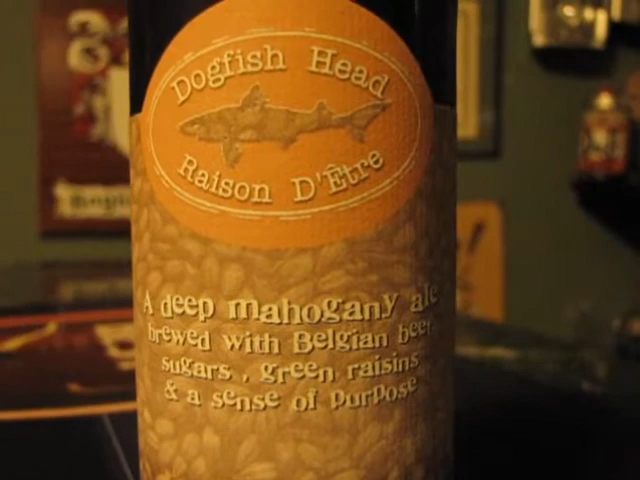 Dogfish Head
Raison D'Être
A deep mahogany ale
brewed with Belgian beer
sugars, green raisins
& a sense of purpose